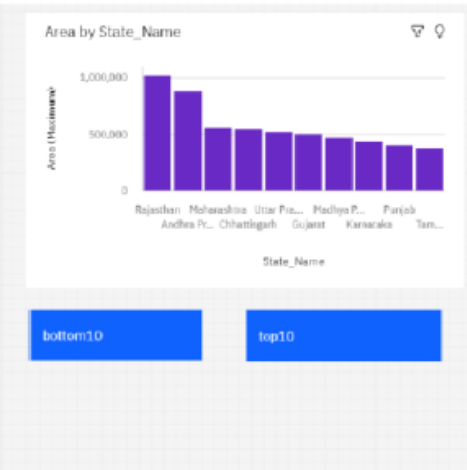 Area by State_Name
1,000,000
500,000
0
Area (Maximum)
Rajasthan Maharashtra Uttar Pra... Madhya P... Punjab
Andhra Pr... Chhattisgarh Gujarat Karnataka Tam...
State_Name
bottom10 top10